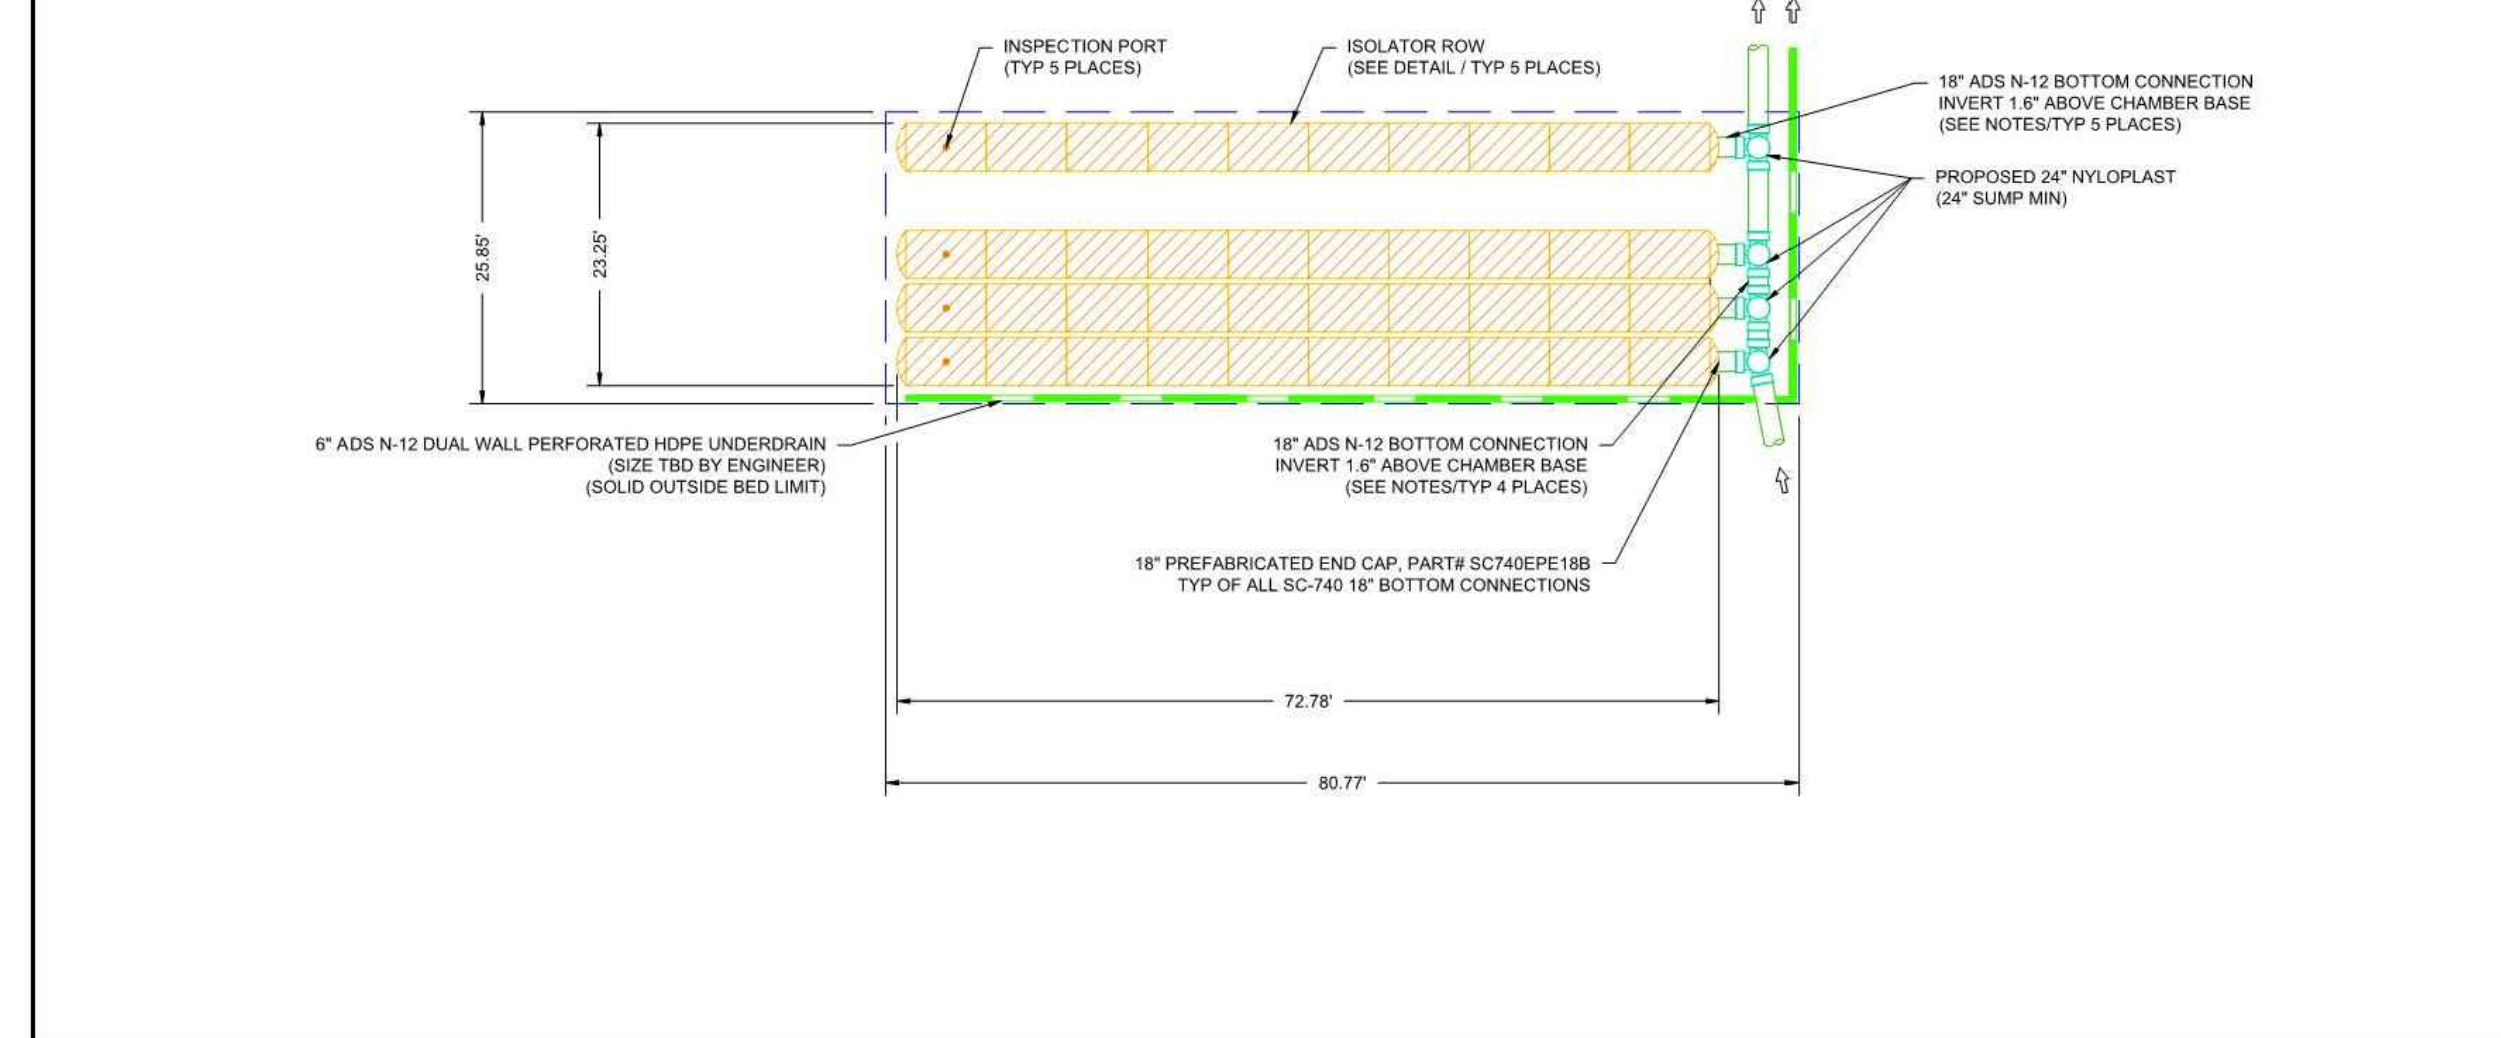 INSPECTION PORT
(TYP 5 PLACES)
ISOLATOR ROW
(SEE DETAIL / TYP 5 PLACES)
18" ADS N-12 BOTTOM CONNECTION
INVERT 1.6" ABOVE CHAMBER BASE
(SEE NOTES/TYP 5 PLACES)
PROPOSED 24" NYLOPLAST
(24" SUMP MIN)
25.85'
23.25'
6" ADS N-12 DUAL WALL PERFORATED HDPE UNDERDRAIN
(SIZE TBD BY ENGINEER)
(SOLID OUTSIDE BED LIMIT)
18" ADS N-12 BOTTOM CONNECTION
INVERT 1.6" ABOVE CHAMBER BASE
(SEE NOTES/TYP 4 PLACES)
18" PREFABRICATED END CAP, PART# SC740EPE18B
TYP OF ALL SC-740 18" BOTTOM CONNECTIONS
72.78'
80.77'